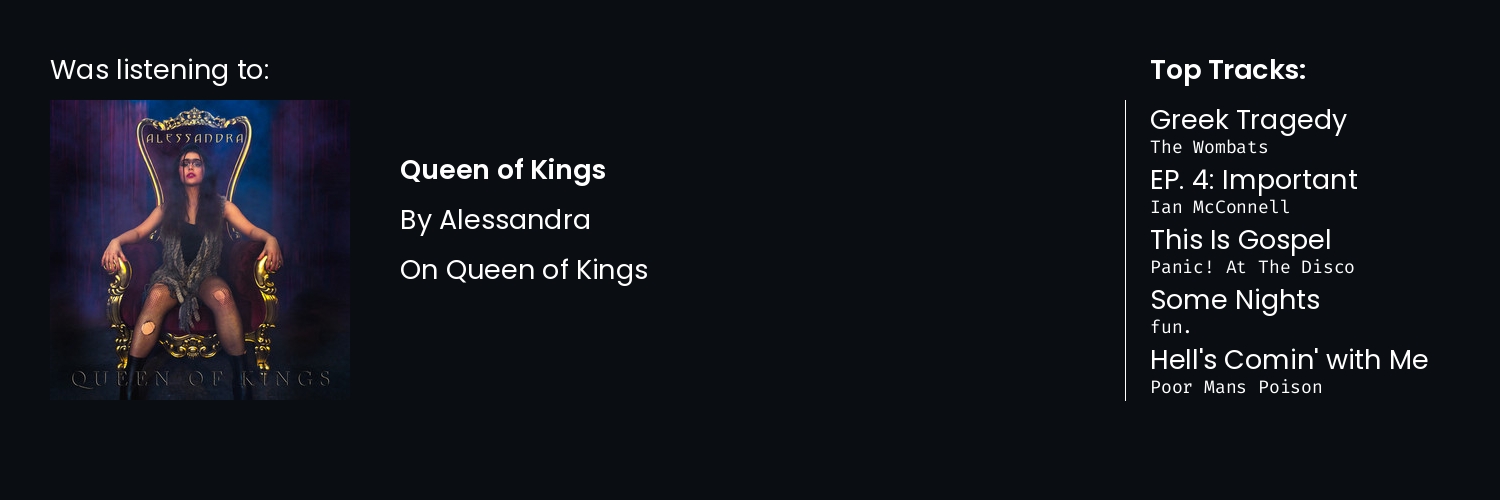 Was listening to:
ALESSANDRA
QUEEN OF KINGS
Queen of Kings
By Alessandra
On Queen of Kings
Top Tracks:
Greek Tragedy
The Wombats
EP. 4: Important
Ian McConnell
This Is Gospel
Panic! At The Disco
Some Nights
fun.
Hell's Comin' with Me
Poor Mans Poison